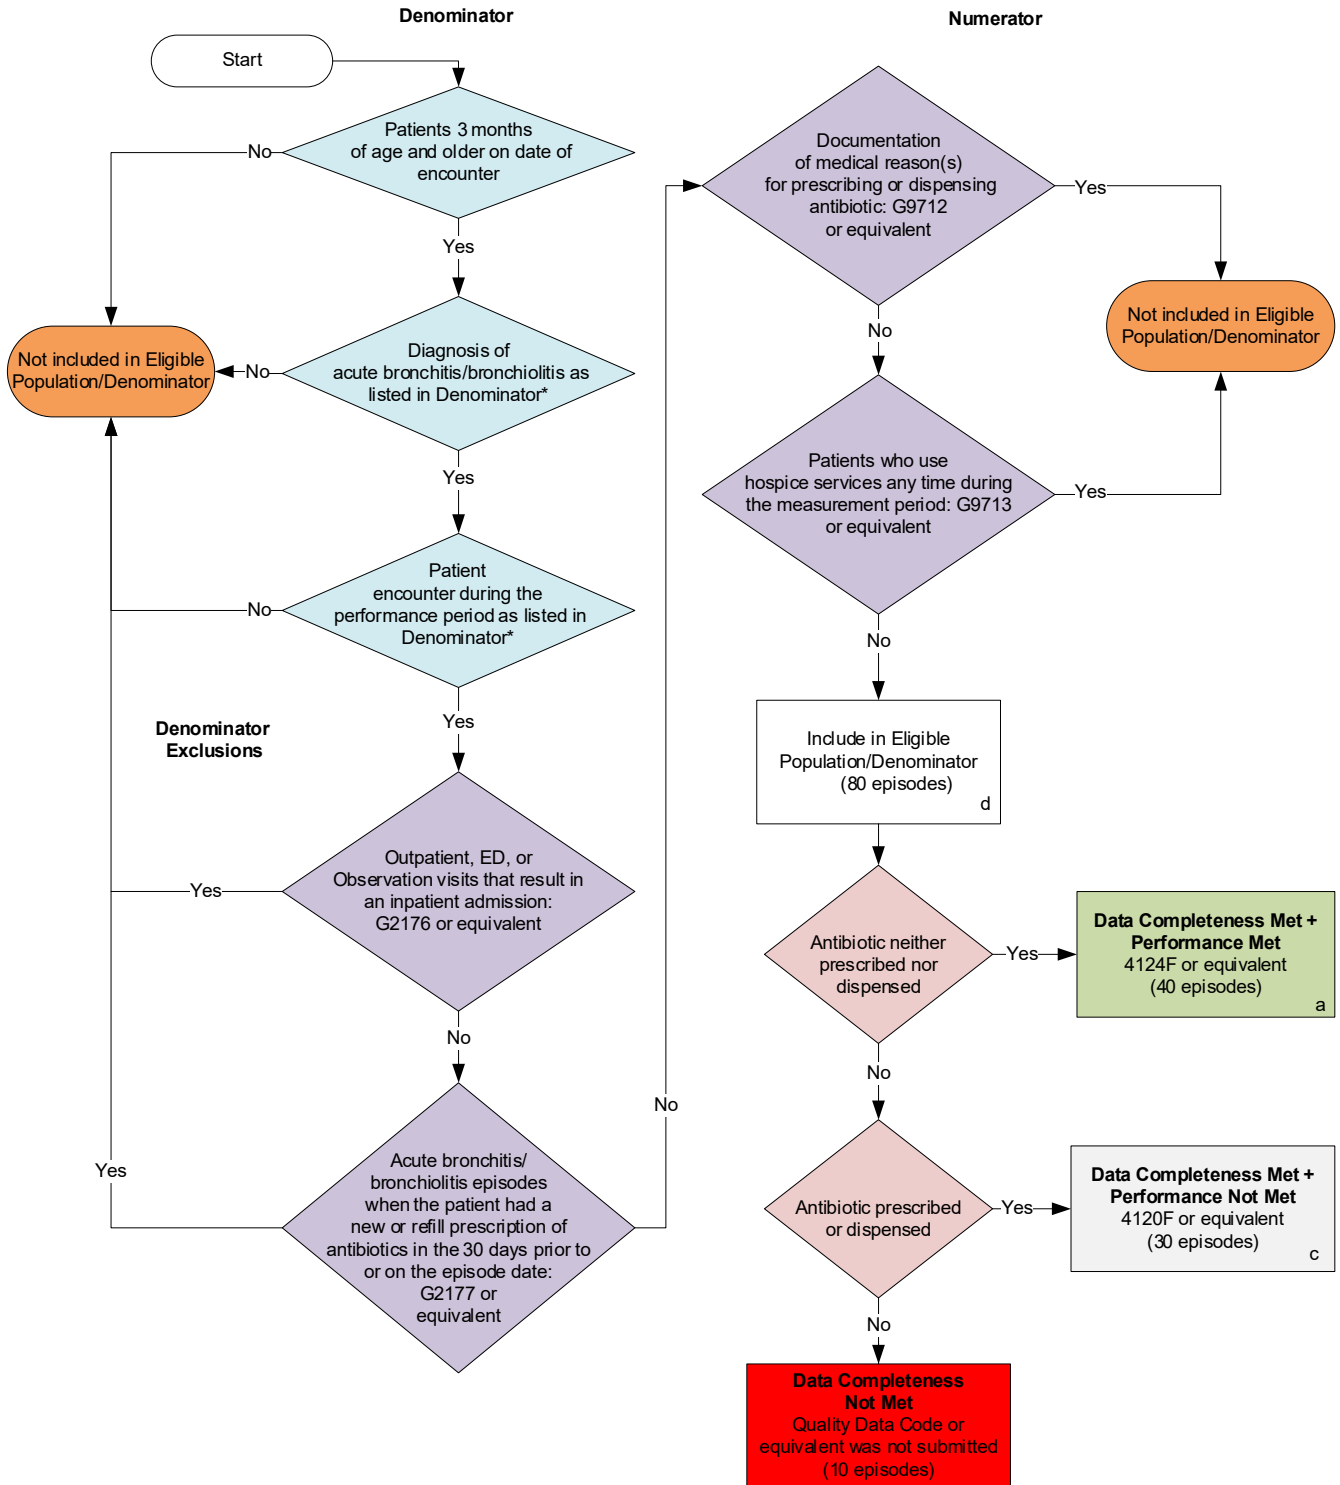 Denominator
Start
Patients 3 months
of age and older on date of
encounter
No
Yes
Not included in Eligible
Population/Denominator
No
Diagnosis of
acute bronchitis/bronchiolitis as
listed in Denominator*
Yes
Patient
encounter during the
performance period as listed in
Denominator*
No
Yes
Denominator
Exclusions
Outpatient, ED, or
Observation visits that result in
an inpatient admission:
G2176 or equivalent
Yes
No
Acute bronchitis/
bronchiolitis episodes
when the patient had a
new or refill prescription of
antibiotics in the 30 days prior to
or on the episode date:
G2177 or
equivalent
Yes
No
Numerator
Documentation
of medical reason(s)
for prescribing or dispensing
antibiotic: G9712
or equivalent
Yes
No
Not included in Eligible
Population/Denominator
Patients who use
hospice services any time during
the measurement period: G9713
or equivalent
Yes
No
Include in Eligible
Population/Denominator
(80 episodes)
d
Antibiotic neither
prescribed nor
dispensed
Yes
Data Completeness Met +
Performance Met
4124F or equivalent
(40 episodes)
a
No
Antibiotic prescribed
or dispensed
Yes
Data Completeness Met +
Performance Not Met
4120F or equivalent
(30 episodes)
c
No
Data Completeness
Not Met
Quality Data Code or
equivalent was not submitted
(10 episodes)